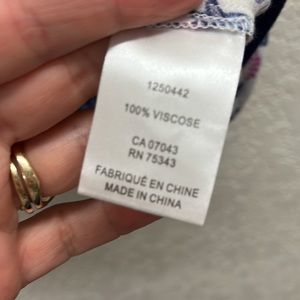 1250442
100% VISCOSE
CA 07043
RN 75343
FABRIQUÉ EN CHINE
MADE IN CHINA